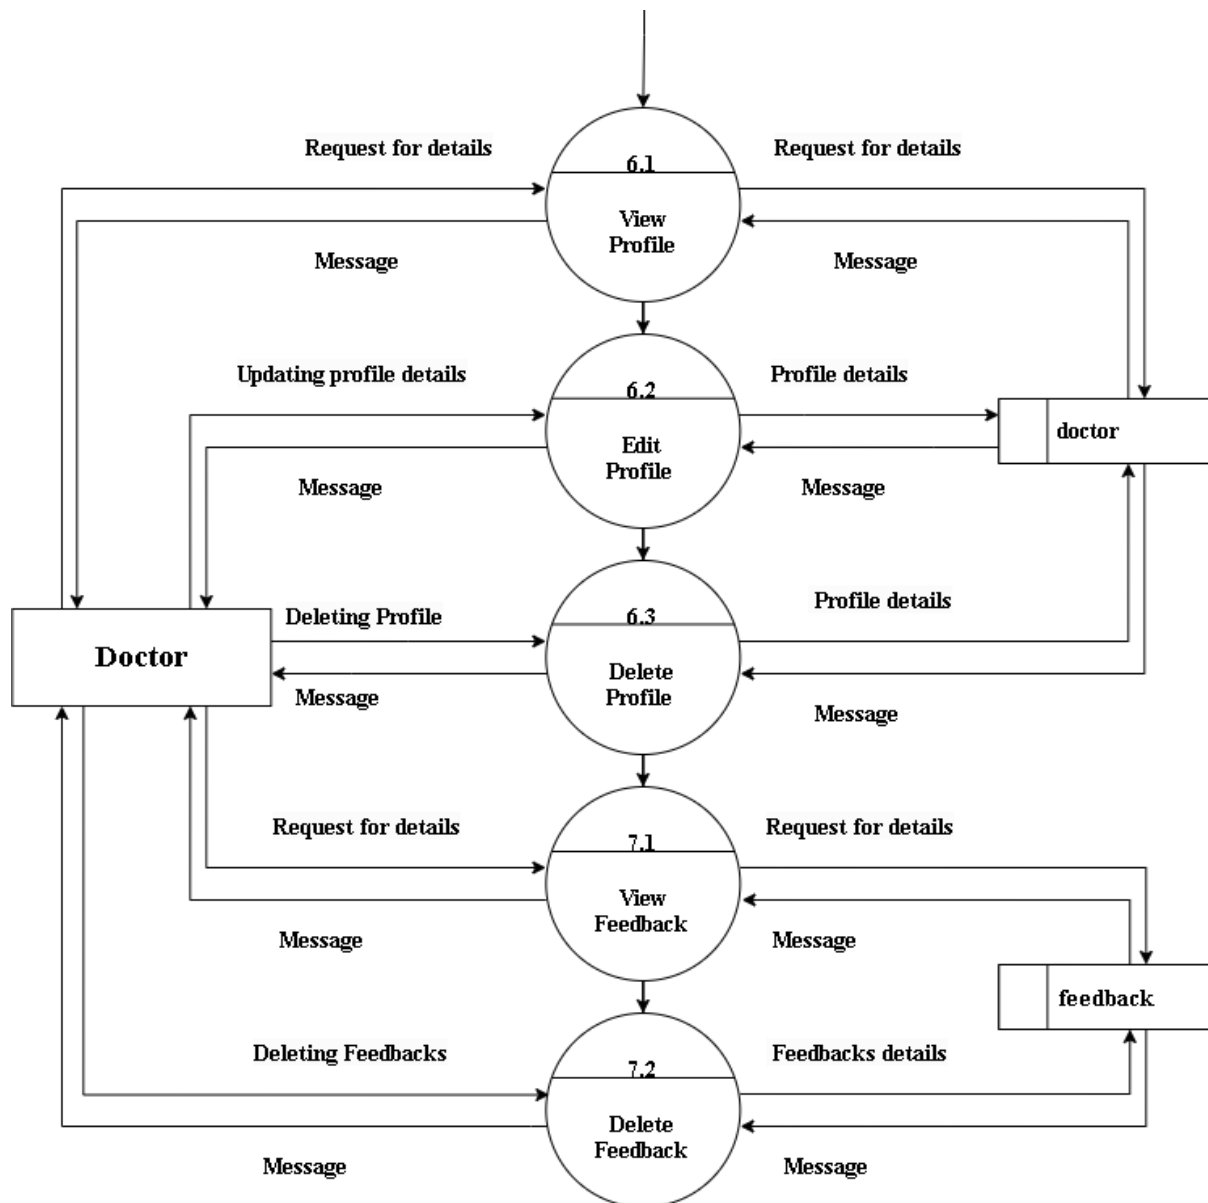 Request for details
Request for details
6.1
View
Profile
Message
Message
Updating profile details
Profile details
6.2
Edit
Profile
doctor
Message
Message
Deleting Profile
Profile details
6.3
Doctor
Delete
Profile
Message
Message
Request for details
Request for details
7.1
View
Feedback
Message
Message
feedback
Deleting Feedbacks
Feedbacks details
7.2
Delete
Feedback
Message
Message